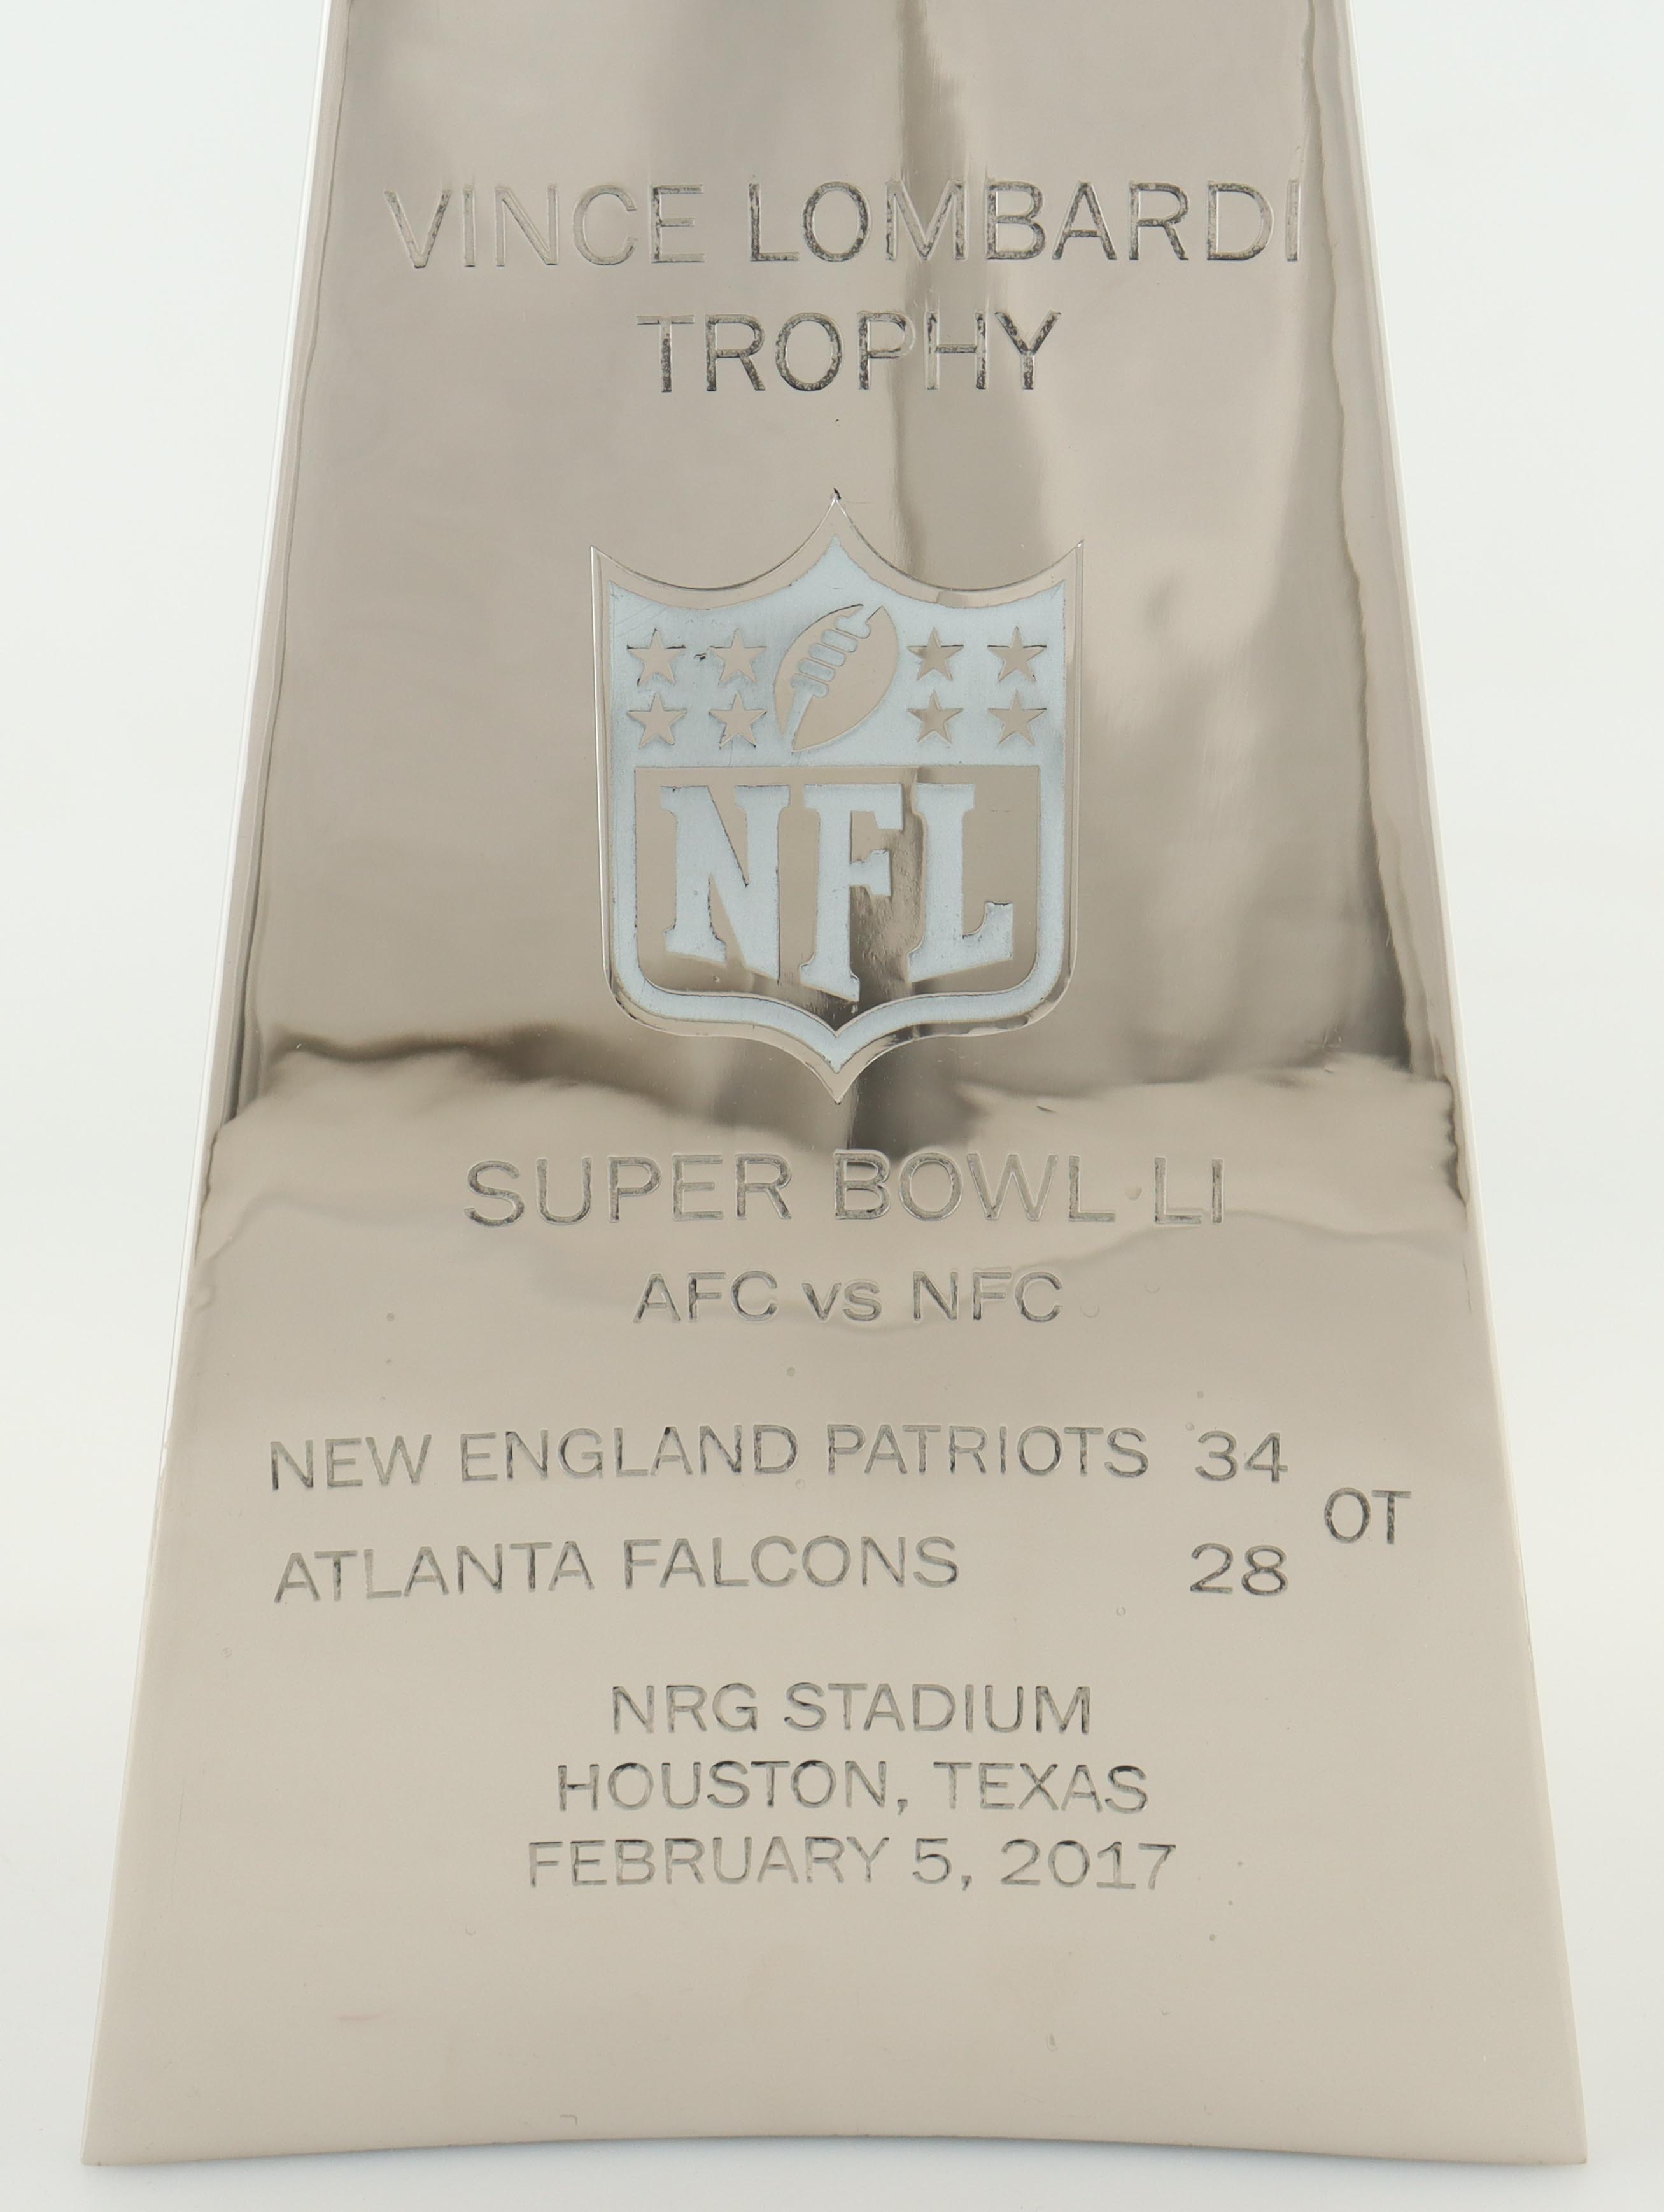 VINCE LOMBARDI
TROPHY
NFL
SUPER BOWL LI
AFC vs NFC
NEW ENGLAND PATRIOTS 34
OT
ATLANTA FALCONS 28
NRG STADIUM
HOUSTON, TEXAS
FEBRUARY 5, 2017